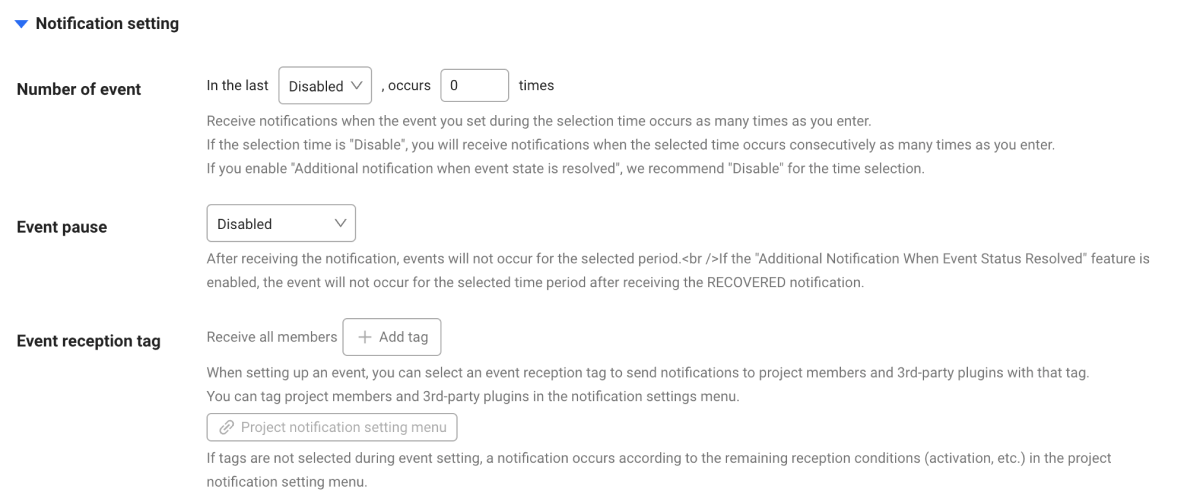 Notification setting
Number of event
In the last Disabled , occurs 0 times
Receive notifications when the event you set during the selection time occurs as many times as you enter.
If the selection time is "Disable", you will receive notifications when the selected time occurs consecutively as many times as you enter.
If you enable "Additional notification when event state is resolved", we recommend "Disable" for the time selection.
Event pause
Disabled
After receiving the notification, events will not occur for the selected period.<br />If the "Additional Notification When Event Status Resolved" feature is
enabled, the event will not occur for the selected time period after receiving the RECOVERED notification.
Event reception tag
Receive all members + Add tag
When setting up an event, you can select an event reception tag to send notifications to project members and 3rd-party plugins with that tag.
You can tag project members and 3rd-party plugins in the notification settings menu.
Project notification setting menu
If tags are not selected during event setting, a notification occurs according to the remaining reception conditions (activation, etc.) in the project
notification setting menu.